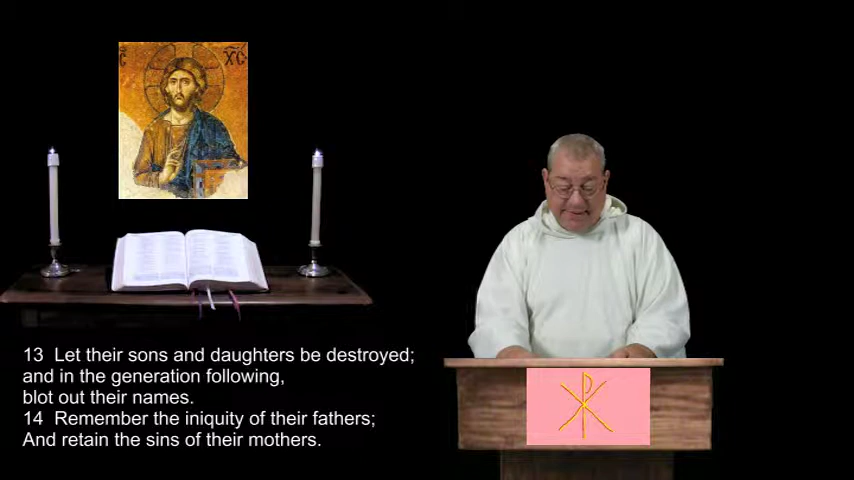 ΧC
13 Let their sons and daughters be destroyed;
and in the generation following,
blot out their names.
14 Remember the iniquity of their fathers;
And retain the sins of their mothers.